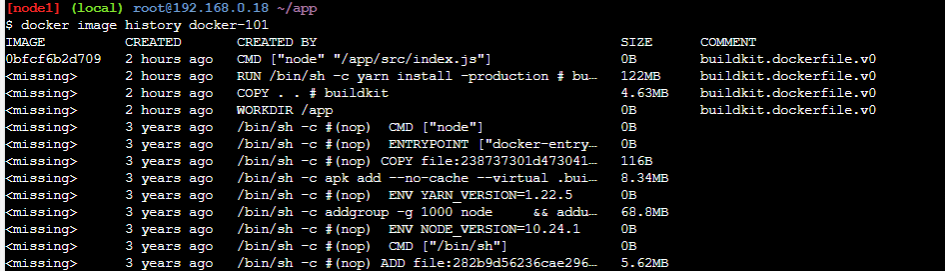 [node1] (local) root@192.168.0.18 ~/app
$ docker image history docker-101
IMAGE CREATED CREATED BY SIZE COMMENT
0bfcf6b2d709 2 hours ago CMD ["node" "/app/src/index.js"] 0B buildkit.dockerfile.v0
<missing> 2 hours ago RUN /bin/sh -c yarn install -production # bu… 122MB buildkit.dockerfile.v0
<missing> 2 hours ago COPY . . # buildkit 4.63MB buildkit.dockerfile.v0
<missing> 2 hours ago WORKDIR /app 0B buildkit.dockerfile.v0
<missing> 3 years ago /bin/sh -c #(nop) CMD ["node"] 0B
<missing> 3 years ago /bin/sh -c #(nop) ENTRYPOINT ["docker-entry… 0B
<missing> 3 years ago /bin/sh -c #(nop) COPY file:238737301d473041… 116B
<missing> 3 years ago /bin/sh -c apk add --no-cache --virtual .bui… 8.34MB
<missing> 3 years ago /bin/sh -c #(nop) ENV YARN_VERSION=1.22.5 0B
<missing> 3 years ago /bin/sh -c addgroup -g 1000 node && addu… 68.8MB
<missing> 3 years ago /bin/sh -c #(nop) ENV NODE_VERSION=10.24.1 0B
<missing> 3 years ago /bin/sh -c #(nop) CMD ["/bin/sh"] 0B
<missing> 3 years ago /bin/sh -c #(nop) ADD file:282b9d56236cae296… 5.62MB